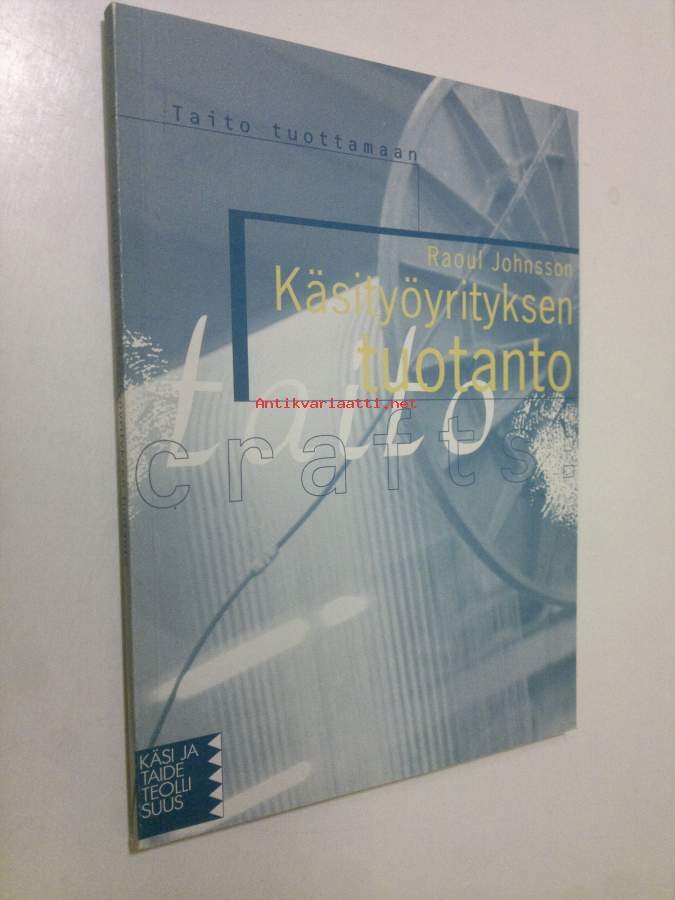 Taito tuottamaan
Raoul Johnsson
Käsityöyrityksen
tuotanto
taito
Antikvariaatti.net
crafts.
KÄSI JA
TAIDE
TEOLLI
SUUS